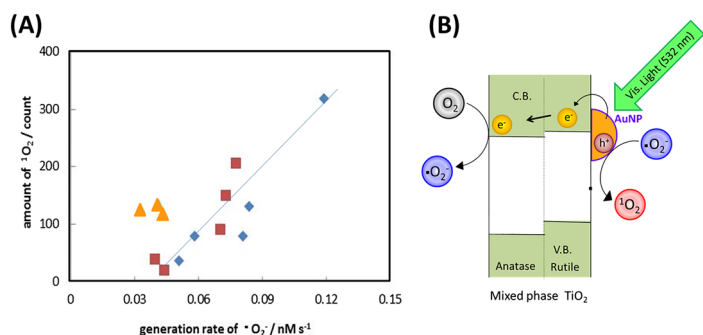 (A)
400
300
200
100
0
0
0.03
0.06
0.09
0.12
0.15
amount of ¹O₂ / count
generation rate of ・O₂⁻/ nM s⁻¹
(B)
Vis. Light (532 nm)
C.B.
AuNP
O₂
e⁻
e⁻
h⁺
・O₂⁻
・O₂⁻
¹O₂
V.B.
Anatase
Rutile
Mixed phase TiO₂